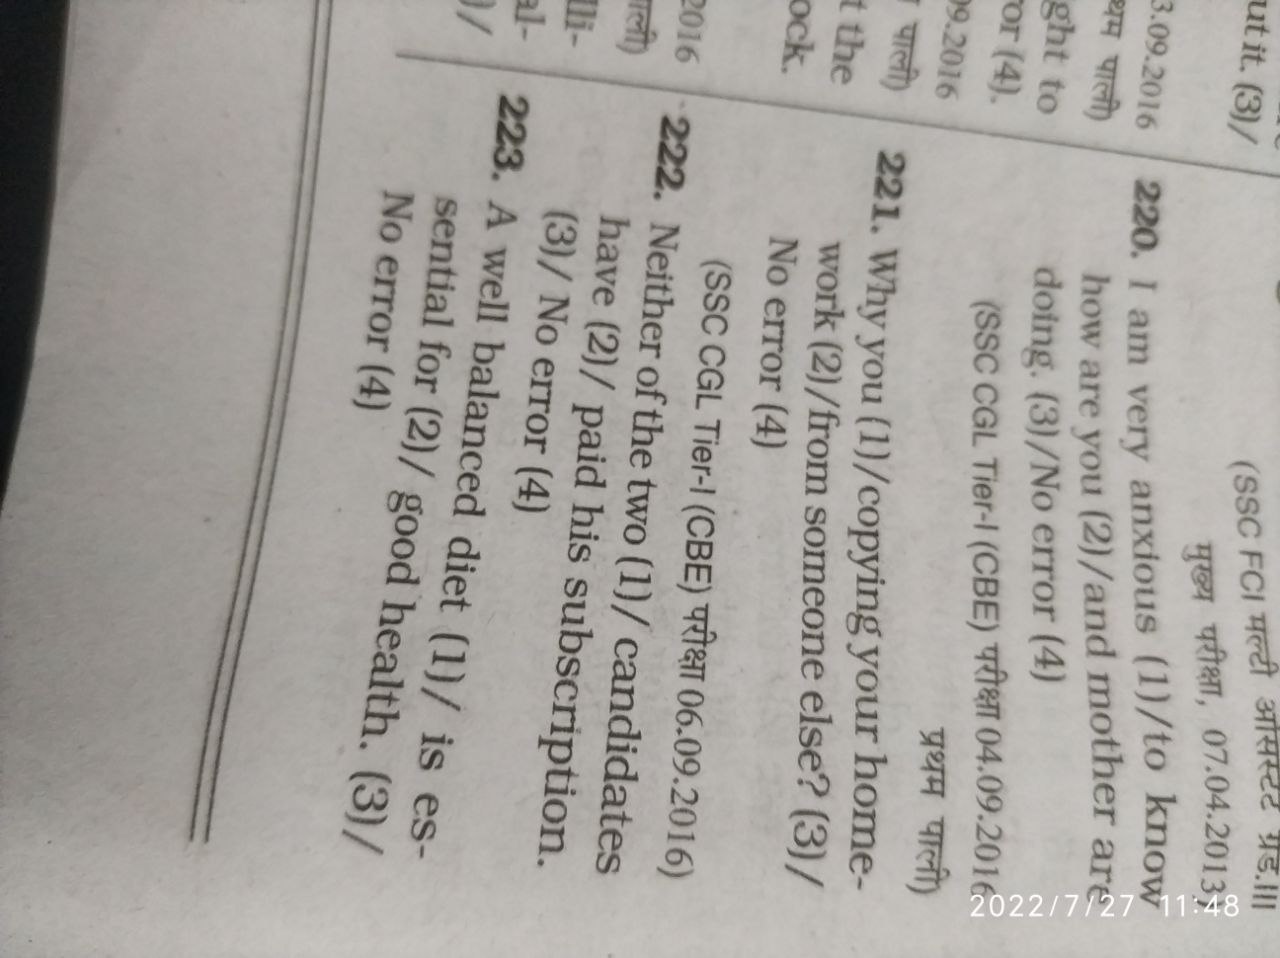 ut it. (3)/
3.09.2016
थम पाली)
ght to
or (4).
09.2016
पाली)
t the
ock.
2016
पाली)
lli-
al-
)/
(SSC FCI मल्टी असिस्टेंट ग्रेड.III
मुख्य परीक्षा, 07.04.2013)
220. I am very anxious (1)/to know
how are you (2)/and mother are
doing. (3)/No error (4)
(SSC CGL Tier-I (CBE) परीक्षा 04.09.2016
प्रथम पाली)
221. Why you (1)/copying your home-
work (2)/from someone else? (3)/
No error (4)
(SSC CGL Tier-I (CBE) परीक्षा 06.09.2016)
222. Neither of the two (1)/ candidates
have (2)/ paid his subscription.
(3)/ No error (4)
223. A well balanced diet (1)/ is es-
sential for (2)/ good health. (3)/
No error (4)
2022/7/27 11:48